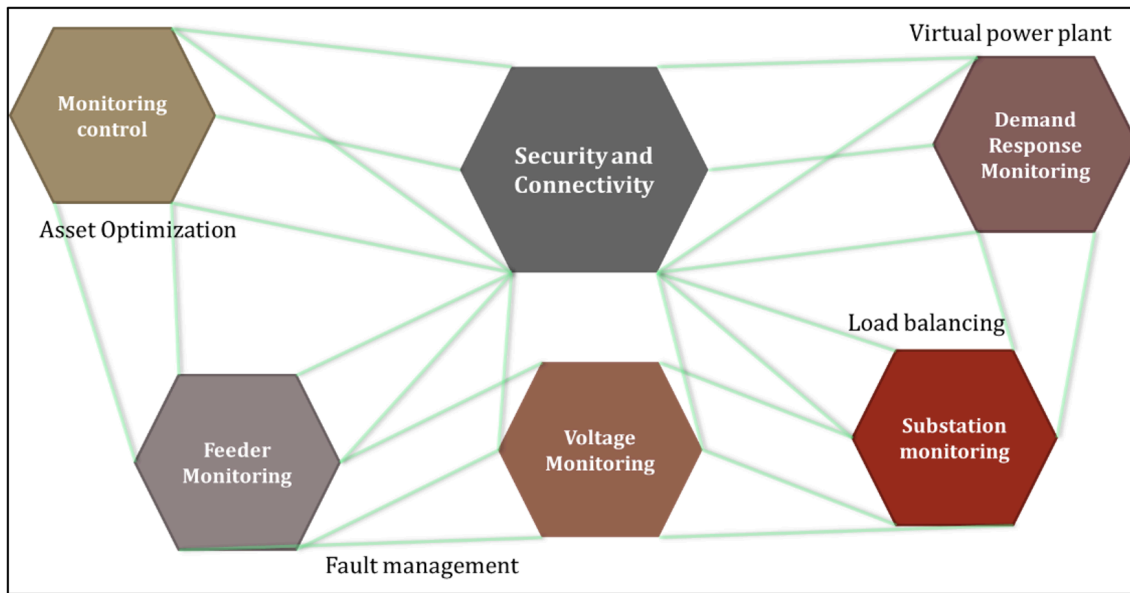 Virtual power plant
Monitoring
control
Security and
Connectivity
Demand
Response
Monitoring
Asset Optimization
Load balancing
Feeder
Monitoring
Voltage
Monitoring
Substation
monitoring
Fault management